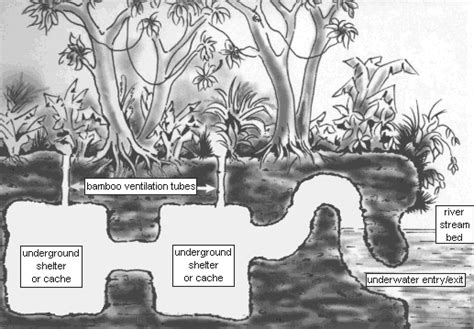 bamboo ventilation tubes
river
stream
bed
underground
shelter
or cache
underground
shelter
or cache
underwater entry/exit